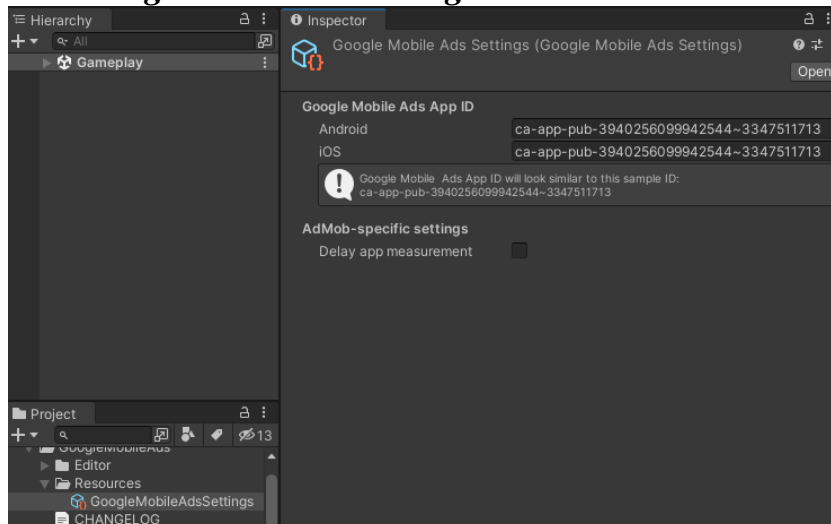 Hierarchy
All
Gameplay
Inspector
Google Mobile Ads Settings (Google Mobile Ads Settings)
Open
Google Mobile Ads App ID
Android ca-app-pub-3940256099942544~3347511713
iOS ca-app-pub-3940256099942544~3347511713
Google Mobile Ads App ID will look similar to this sample ID:
ca-app-pub-3940256099942544~3347511713
AdMob-specific settings
Delay app measurement
Project
13
GoogleMobileAds
Editor
Resources
GoogleMobileAdsSettings
CHANGELOG